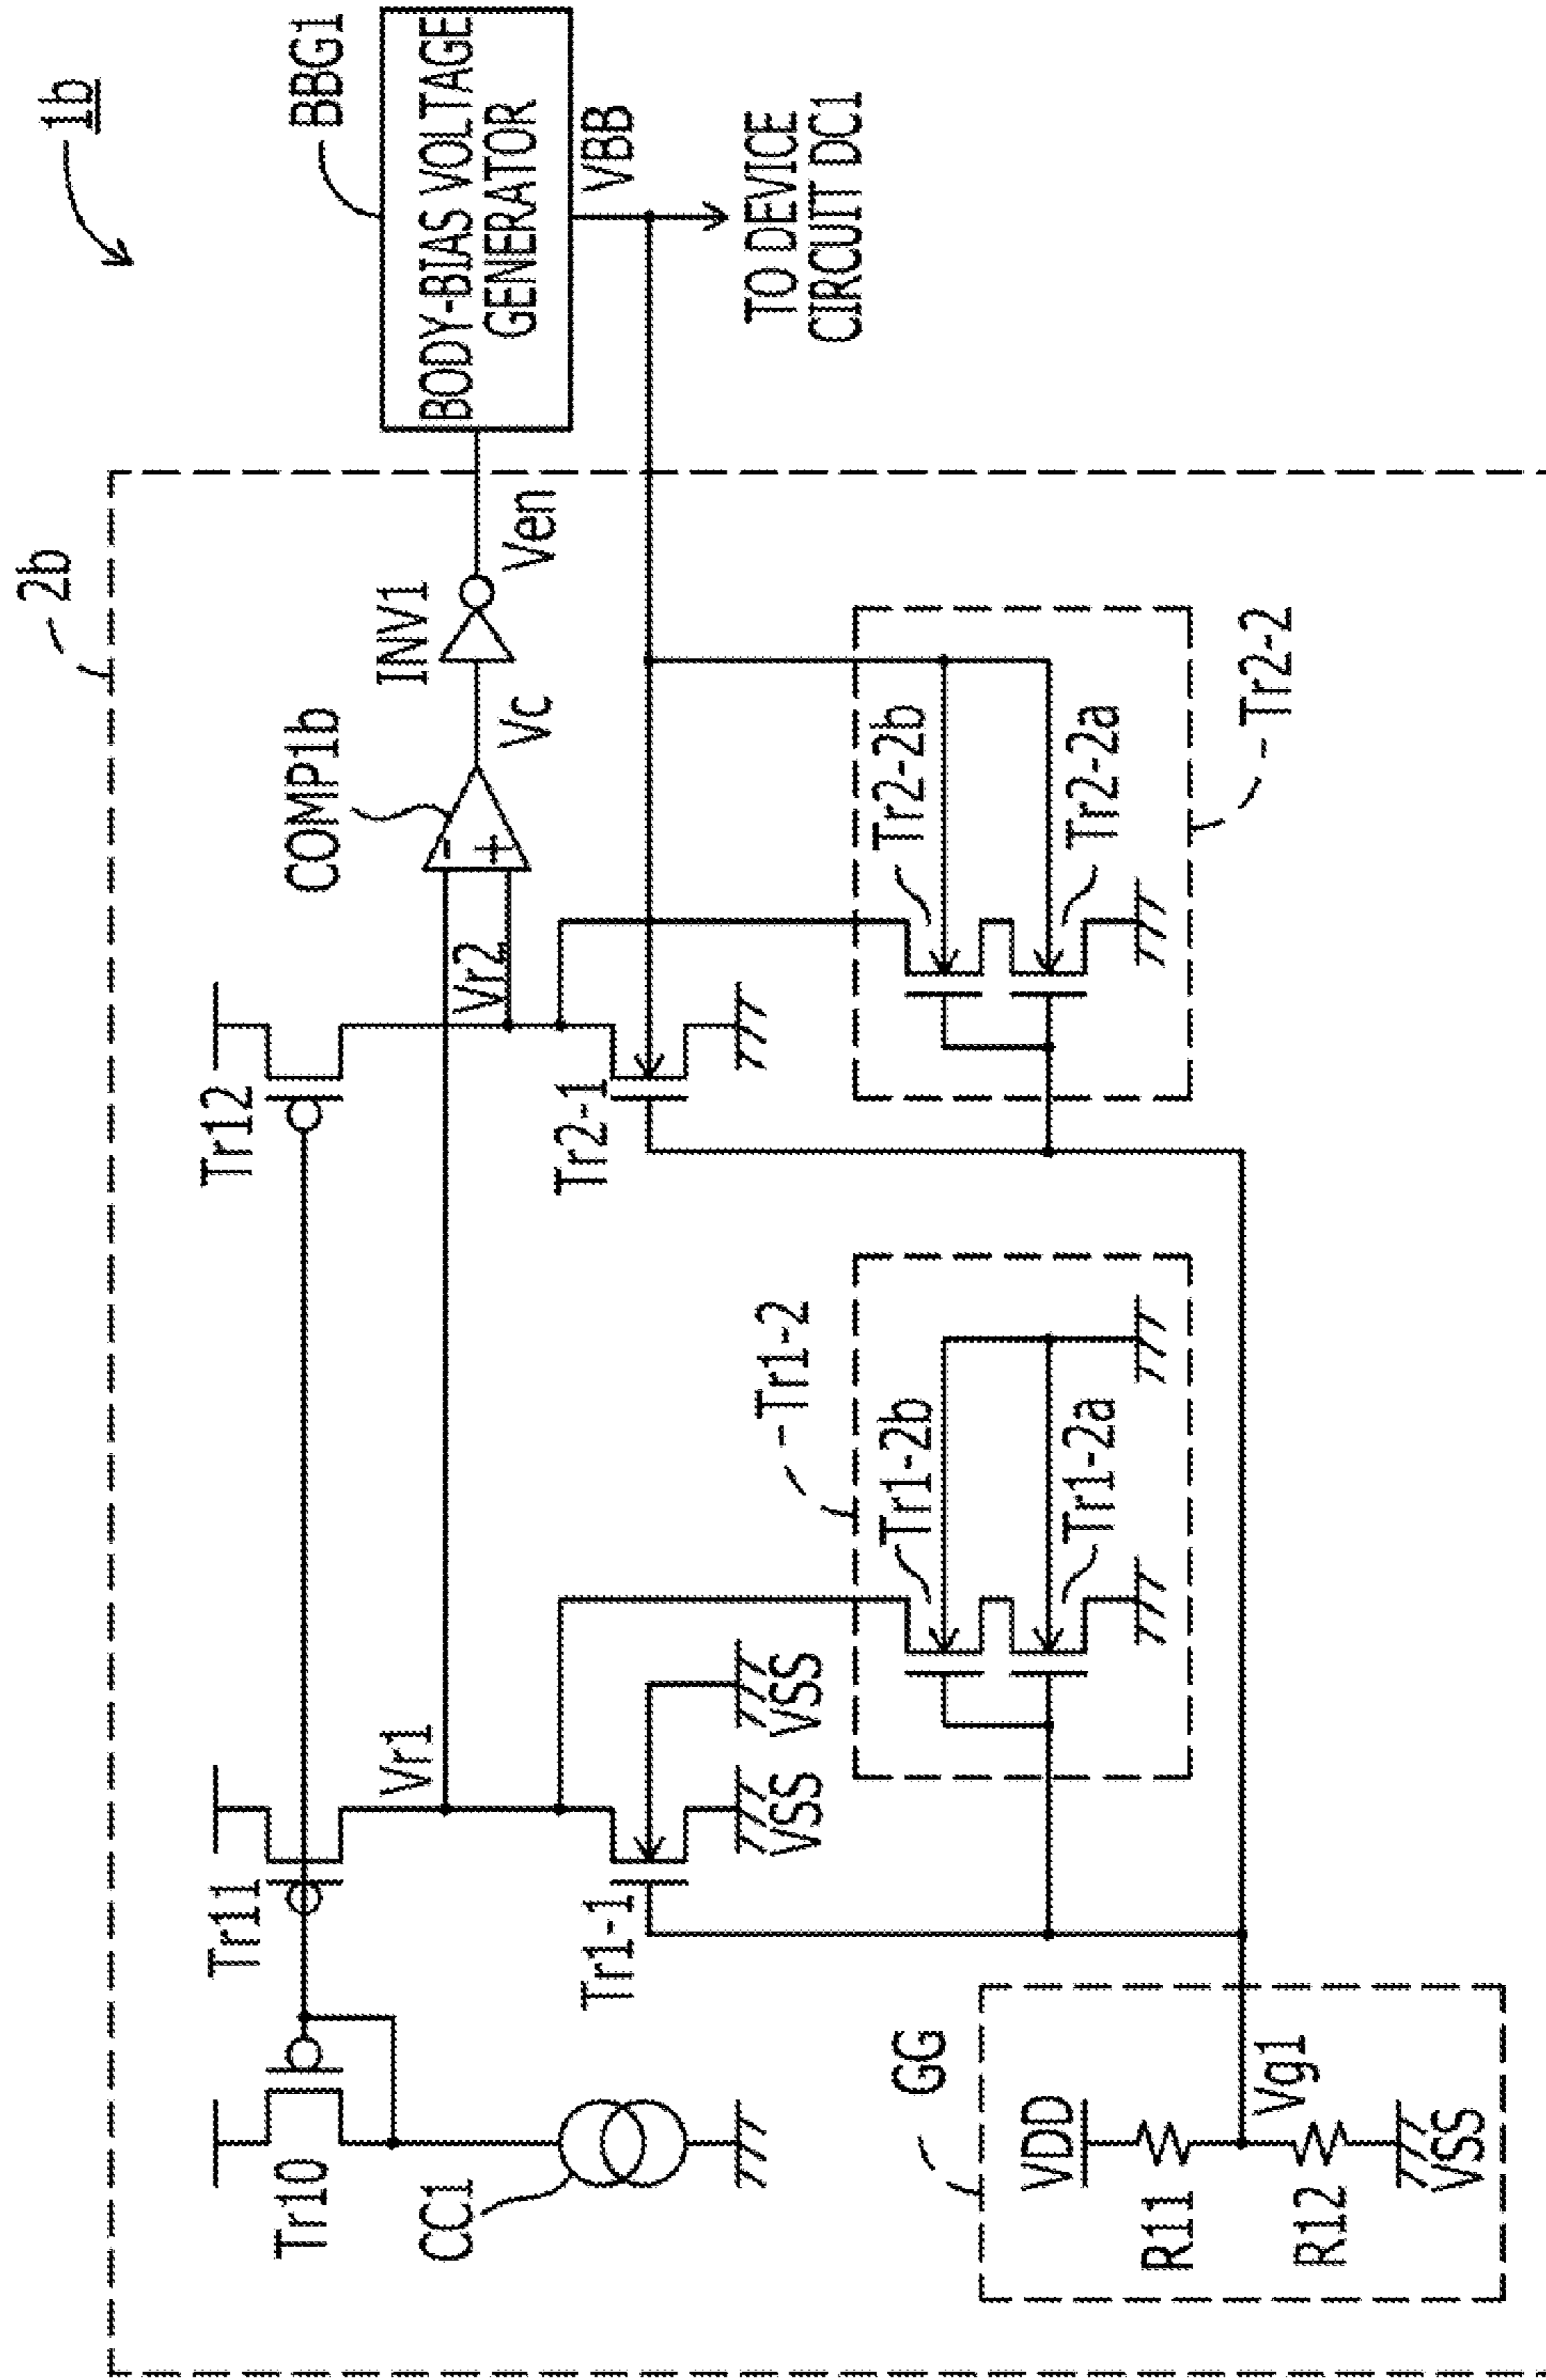 1b
2b
BBG1
BODY-BIAS VOLTAGE
GENERATOR
VBB
TO DEVICE
CIRCUIT DC1
INV1
Ven
Vc
COMP1b
-
+
Vr2
Tr12
Tr2-1
Tr2-2b
Tr2-2a
Tr2-2
Vr1
Tr11
Tr1-1
VSS
VSS
Tr1-2
Tr1-2b
Tr1-2a
Tr10
CC1
GG
VDD
R11
Vg1
R12
VSS